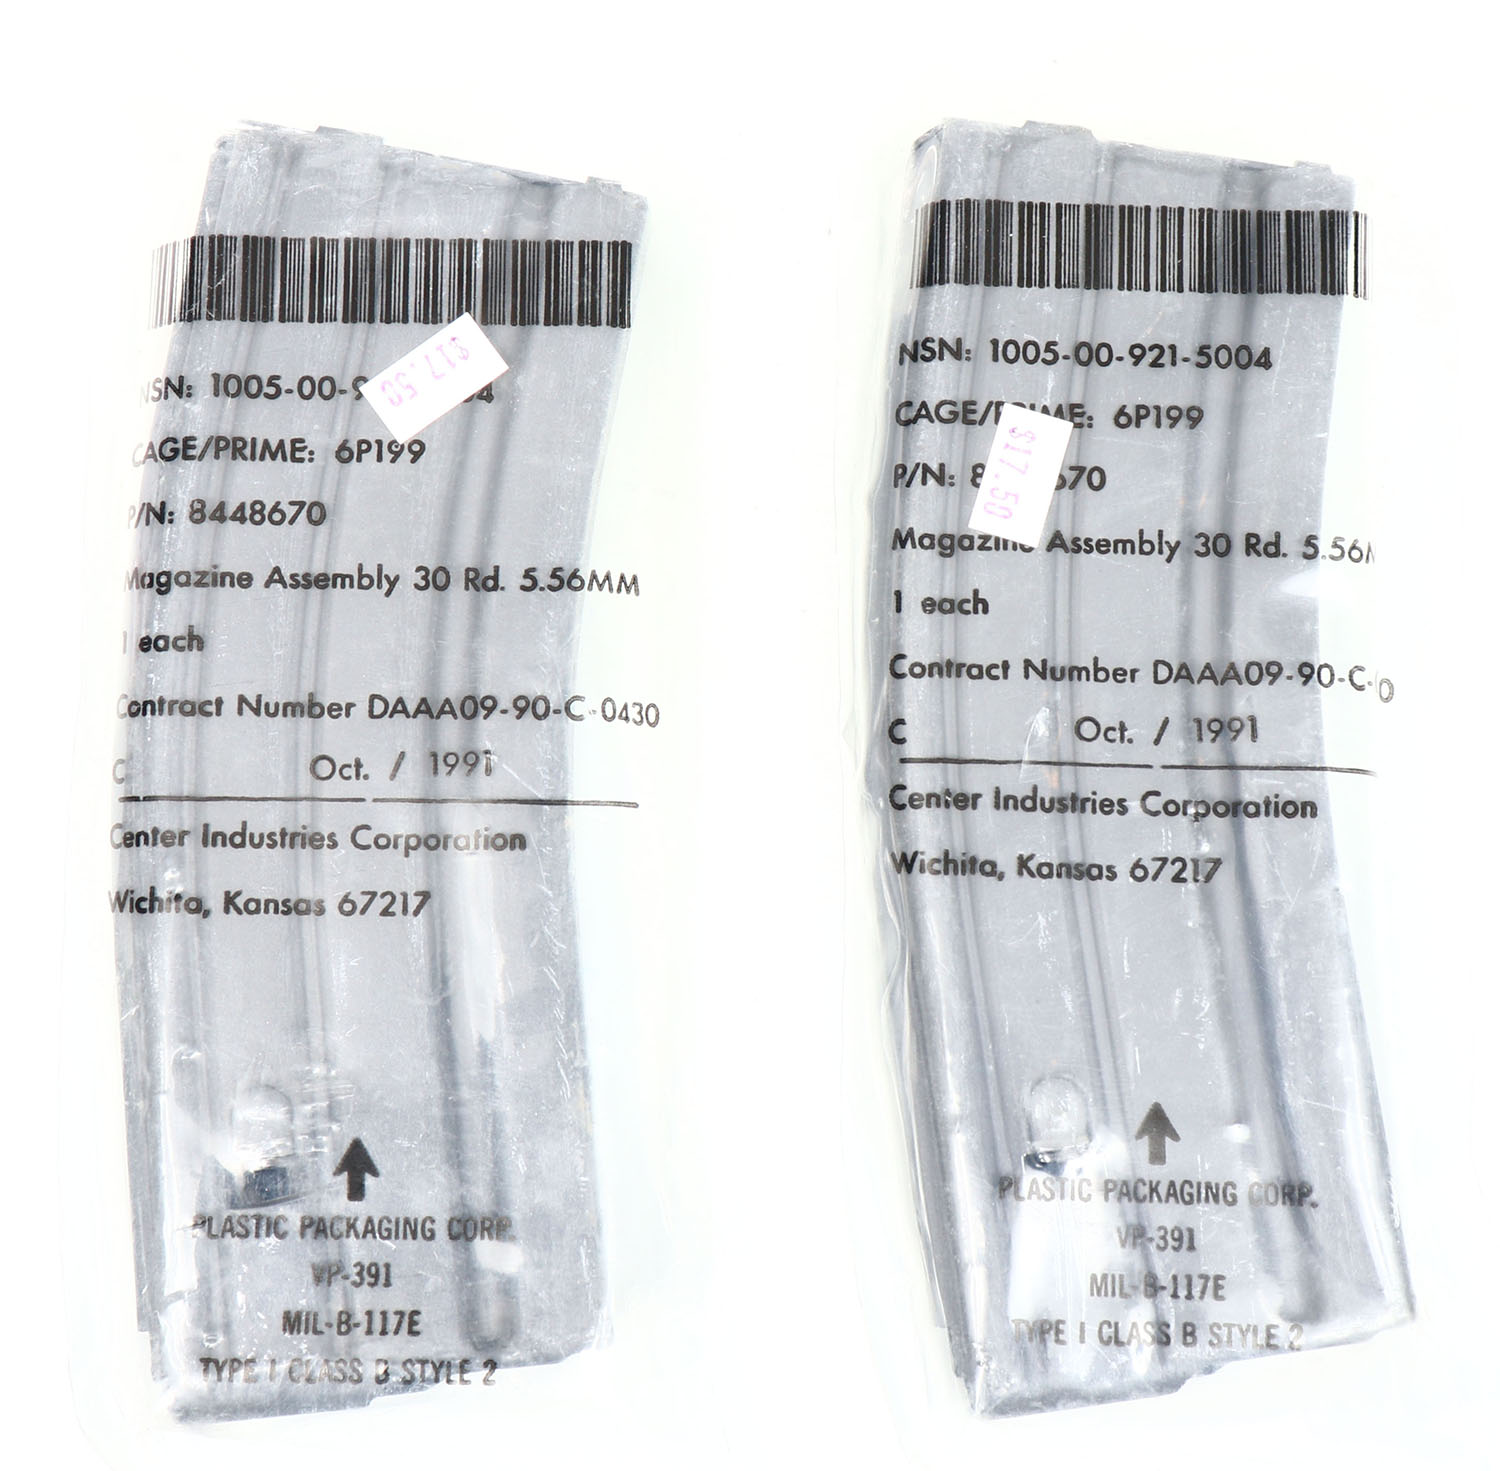 $17.50
NSN: 1005-00-9 4
CAGE/PRIME: 6P199
P/N: 8448670
Magazine Assembly 30 Rd. 5.56MM
1 each
Contract Number DAAA09-90-C-0430
C Oct. / 1991
Center Industries Corporation
Wichita, Kansas 67217
PLASTIC PACKAGING CORP.
VP-391
MIL-B-117E
TYPE I CLASS B STYLE 2
NSN: 1005-00-921-5004
CAGE/PRIME: 6P199
$17.50
P/N: 8 670
Magazine Assembly 30 Rd. 5.56M
1 each
Contract Number DAAA09-90-C-0
C Oct. / 1991
Center Industries Corporation
Wichita, Kansas 67217
PLASTIC PACKAGING CORP.
VP-391
MIL-B-117E
TYPE I CLASS B STYLE 2